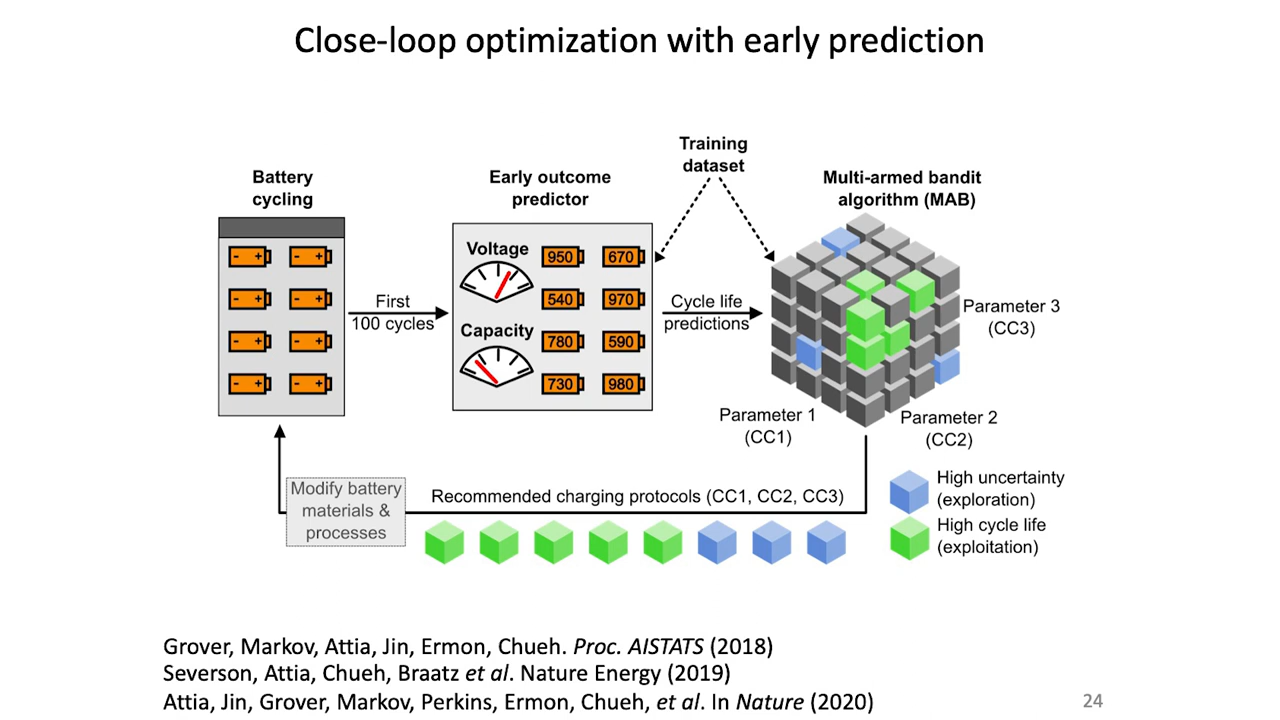 Close-loop optimization with early prediction
Training
dataset
Battery
cycling
Early outcome
predictor
Multi-armed bandit
algorithm (MAB)
- +
- +
- +
- +
- +
- +
- +
- +
First
100 cycles
Voltage
Capacity
950
670
540
970
780
590
730
980
Cycle life
predictions
Parameter 3
(CC3)
Parameter 1
(CC1)
Parameter 2
(CC2)
Modify battery
materials &
processes
Recommended charging protocols (CC1, CC2, CC3)
High uncertainty
(exploration)
High cycle life
(exploitation)
Grover, Markov, Attia, Jin, Ermon, Chueh. Proc. AISTATS (2018)
Severson, Attia, Chueh, Braatz et al. Nature Energy (2019)
Attia, Jin, Grover, Markov, Perkins, Ermon, Chueh, et al. In Nature (2020)
24